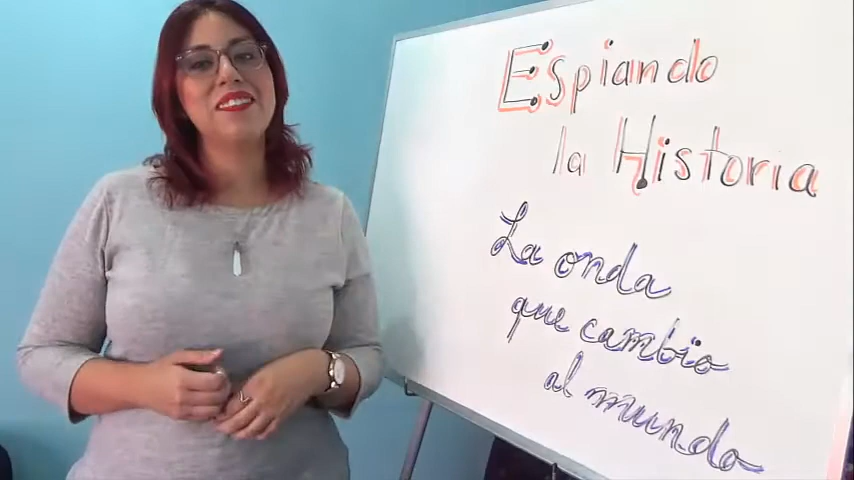 Espiando
la Historia
La onda
que cambio
al mundo